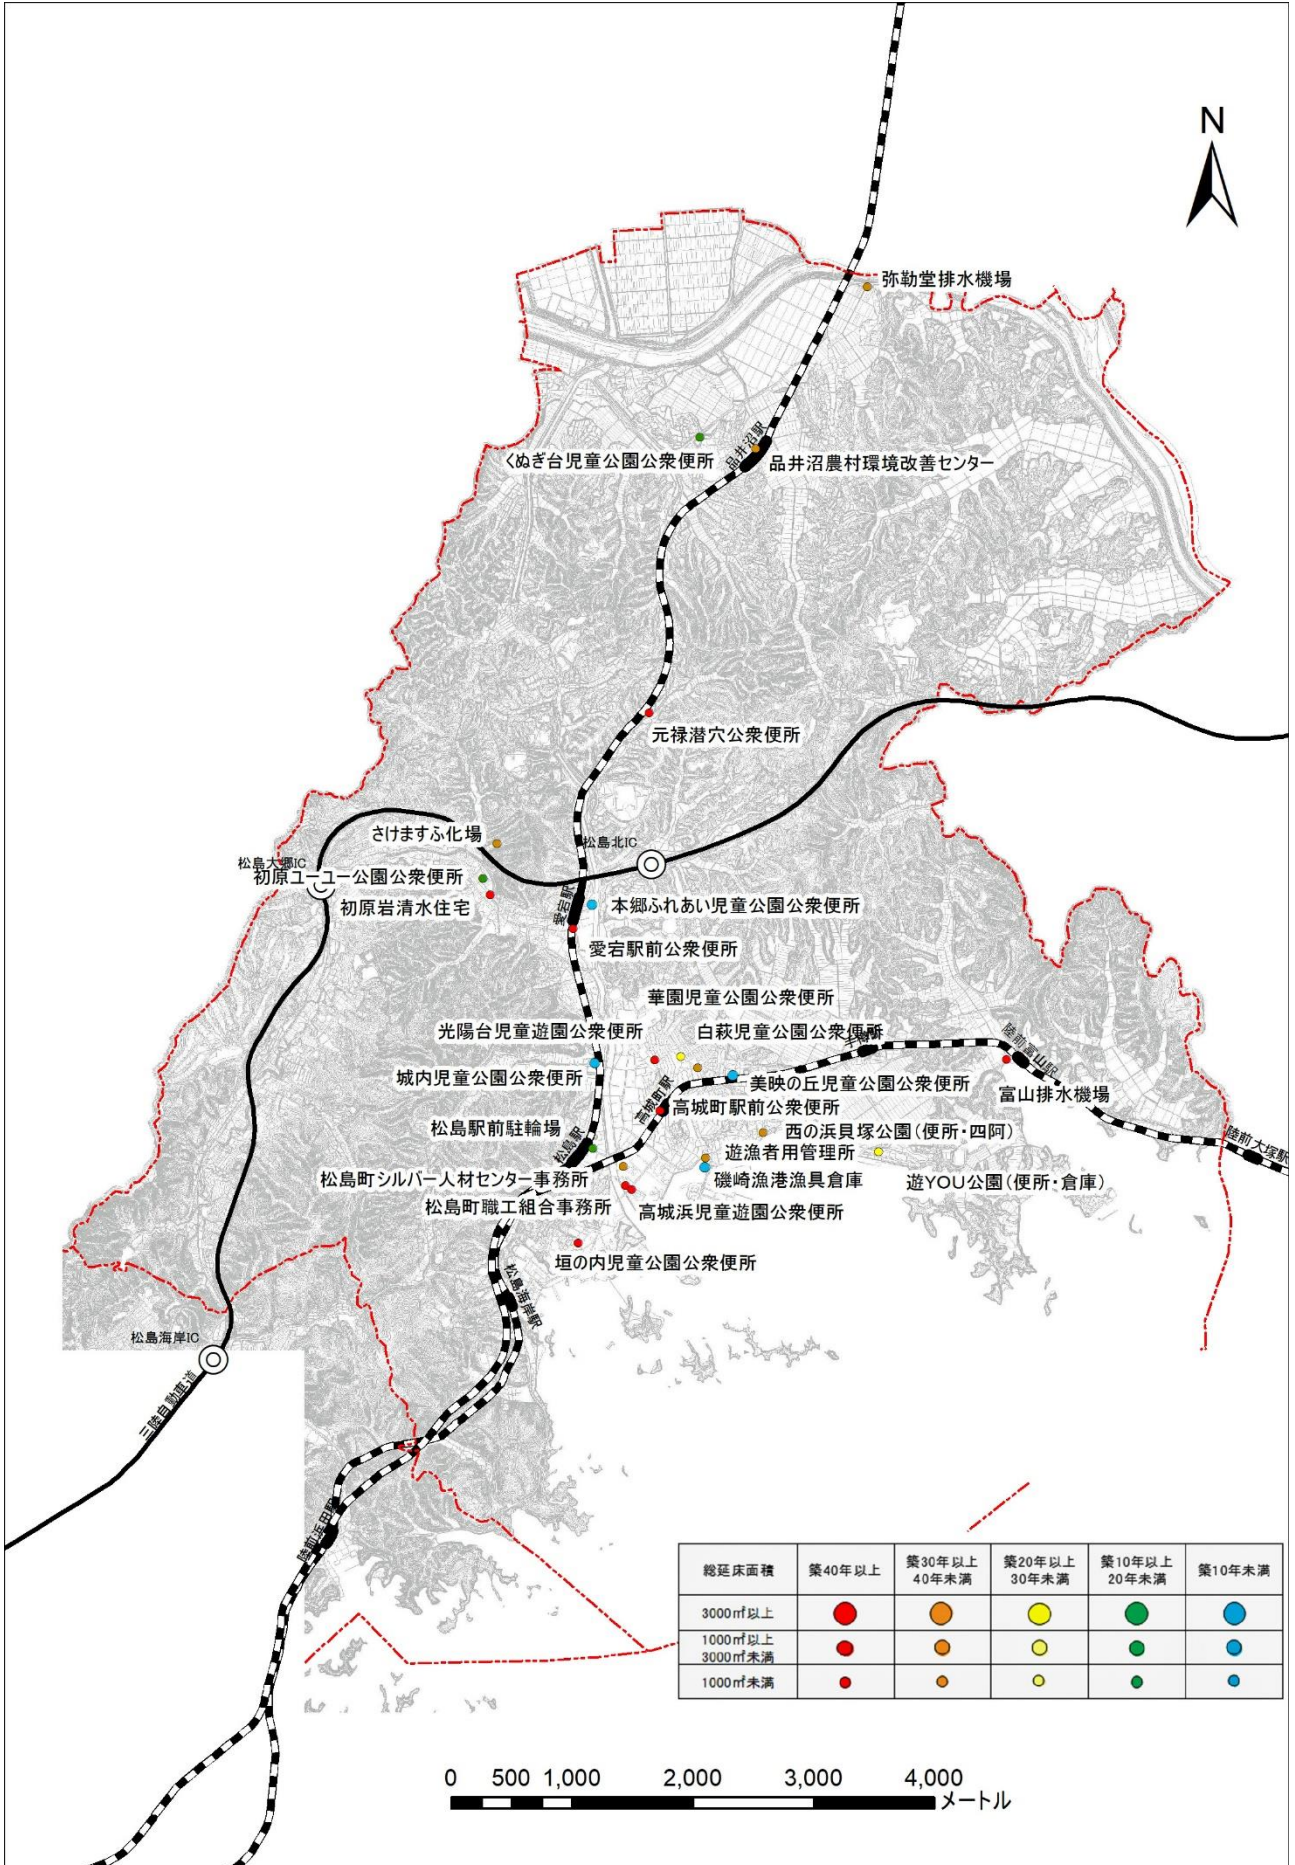 N
弥勒堂排水機場
品井沼駅
くぬぎ台児童公園公衆便所
品井沼農村環境改善センター
元禄潜穴公衆便所
さけますふ化場
松島北IC
松島大郷IC
初原ユーユー公園公衆便所
初原岩清水住宅
愛宕駅
本郷ふれあい児童公園公衆便所
愛宕駅前公衆便所
華園児童公園公衆便所
光陽台児童遊園公衆便所
白萩児童公園公衆便所
陸前富山駅
城内児童公園公衆便所
美映の丘児童公園公衆便所
高城町駅
高城町駅前公衆便所
富山排水機場
松島駅前駐輪場
松島駅
西の浜貝塚公園(便所・四阿)
陸前大塚駅
遊漁者用管理所
松島町シルバー人材センター事務所
磯崎漁港漁具倉庫
遊YOU公園(便所・倉庫)
松島町職工組合事務所
高城浜児童遊園公衆便所
垣の内児童公園公衆便所
松島海岸駅
松島海岸IC
三陸自動車道
陸前浜田駅
総延床面積 築40年以上 築30年以上 40年未満 築20年以上 30年未満 築10年以上 20年未満 築10年未満
3000㎡以上
1000㎡以上
3000㎡未満
1000㎡未満
0 500 1,000 2,000 3,000 4,000
メートル